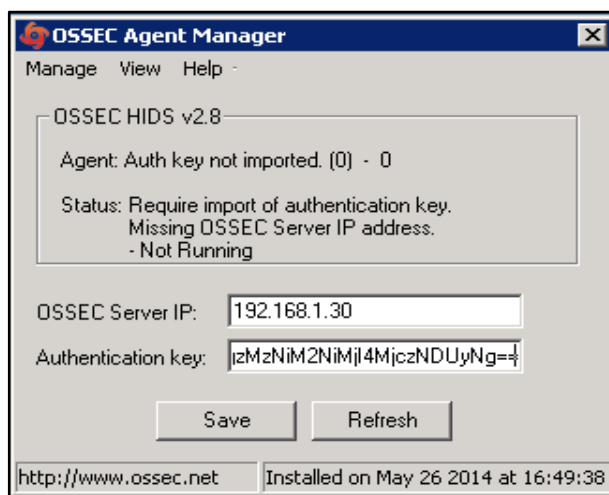 OSSEC Agent Manager
Manage View Help
OSSEC HIDS v2.8
Agent: Auth key not imported. (0) - 0
Status: Require import of authentication key.
Missing OSSEC Server IP address.
- Not Running
OSSEC Server IP: 192.168.1.30
Authentication key:
Save Refresh
http://www.ossec.net Installed on May 26 2014 at 16:49:38